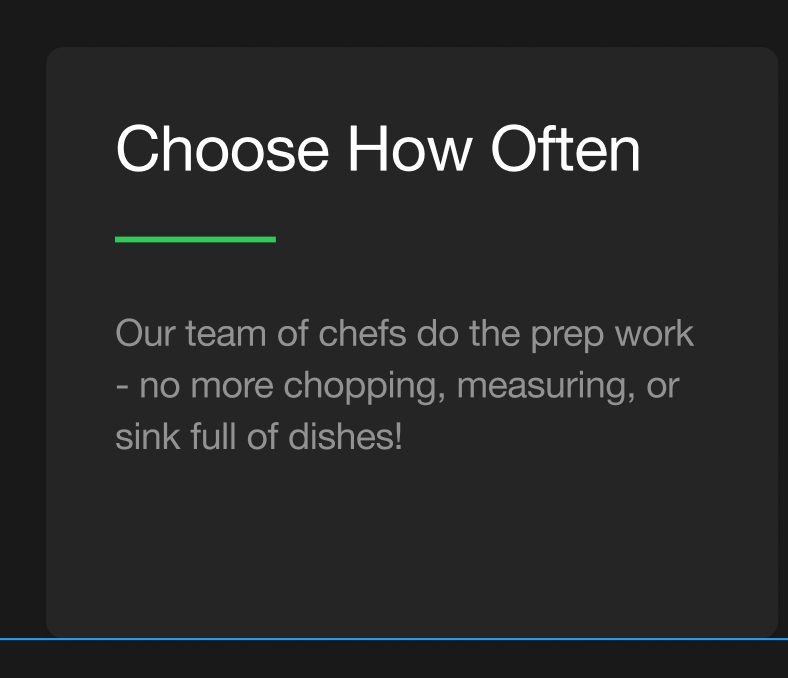 Choose How Often
Our team of chefs do the prep work
- no more chopping, measuring, or
sink full of dishes!